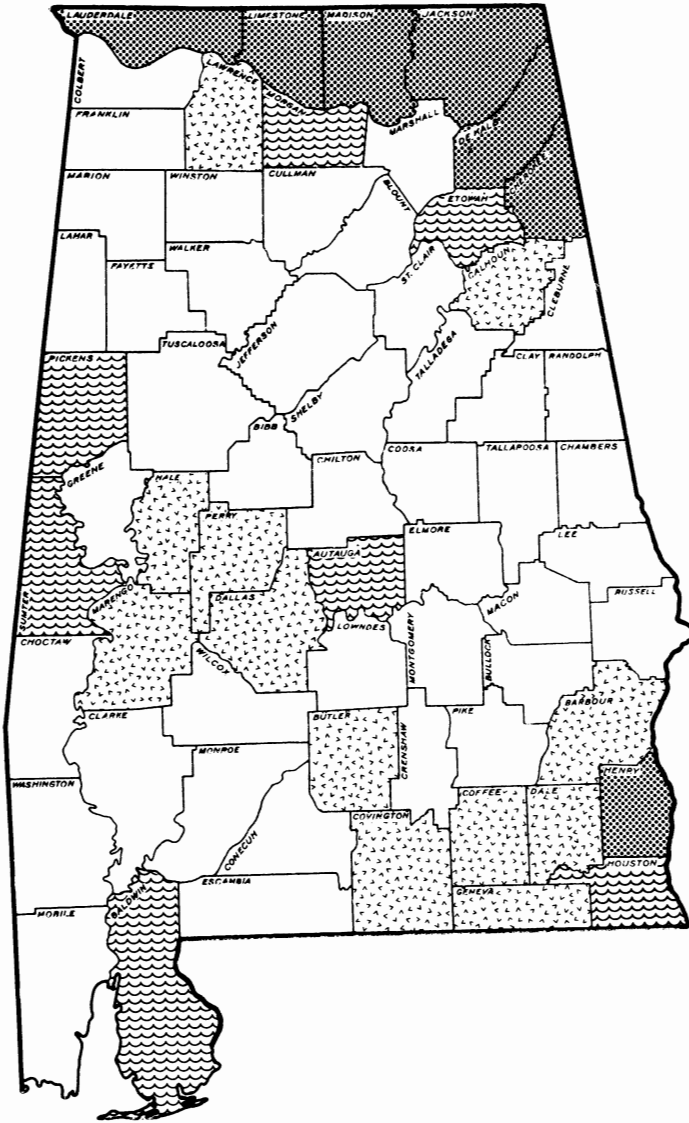 LAUDERDALE
LIMESTONE
MADISON
JACKSON
COLBERT
LAWRENCE
MORGAN
FRANKLIN
MARSHALL
DE KALB
CHEROKEE
MARION
WINSTON
CULLMAN
BLOUNT
ETOWAH
LAMAR
FAYETTE
WALKER
ST. CLAIR
CALHOUN
CLEBURNE
TUSCALOOSA
JEFFERSON
TALLADEGA
PICKENS
CLAY
RANDOLPH
BIBB
SHELBY
GREENE
HALE
CHILTON
COOSA
TALLAPOOSA
CHAMBERS
PERRY
AUTAUGA
ELMORE
LEE
SUMTER
MARENGO
DALLAS
LOWNDES
MONTGOMERY
MACON
BULLOCK
RUSSELL
CHOCTAW
WILCOX
CLARKE
BUTLER
CRENSHAW
PIKE
BARBOUR
WASHINGTON
MONROE
CONECUH
COVINGTON
COFFEE
DALE
HENRY
HOUSTON
MOBILE
BALDWIN
ESCAMBIA
GENEVA